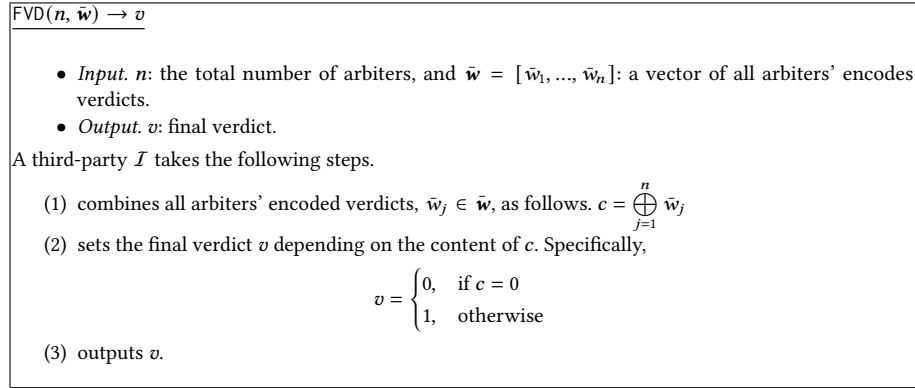 FVD(n, w̄) → v
• Input. n: the total number of arbiters, and w̄ = [w̄₁, ..., w̄ₙ]: a vector of all arbiters' encodes
verdicts.
• Output. v: final verdict.
A third-party I takes the following steps.
(1) combines all arbiters' encoded verdicts, w̄ⱼ ∈ w̄, as follows. c = ⊕ⁿⱼ₌₁ w̄ⱼ
(2) sets the final verdict v depending on the content of c. Specifically,
v = { 0, if c = 0
1, otherwise
(3) outputs v.